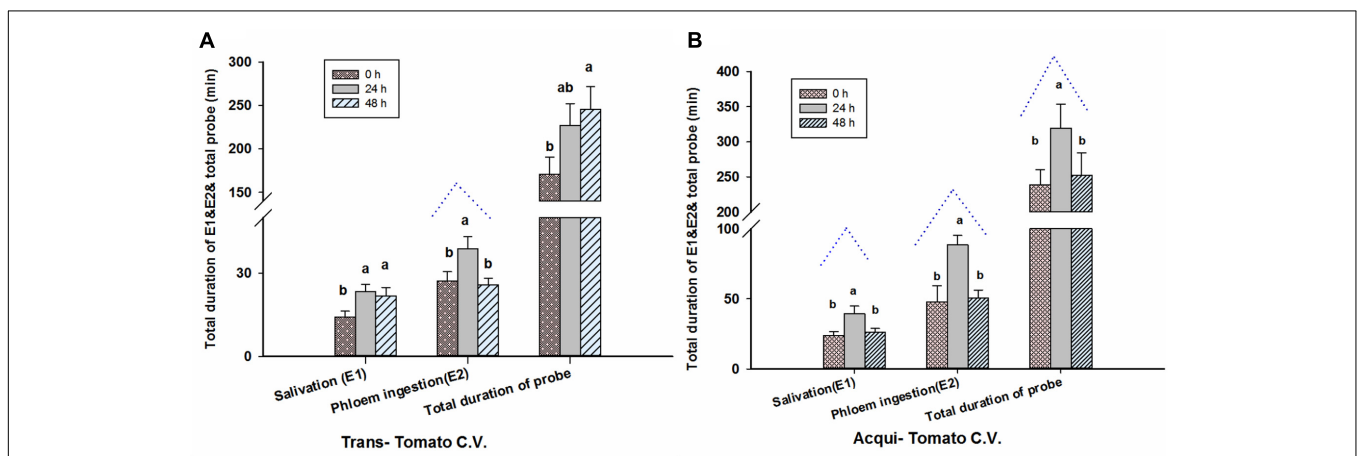 A
Total duration of E1&E2& total probe (min)
300
250
200
150
30
0
0 h
24 h
48 h
b
a
a
b
a
b
b
ab
a
Salivation (E1)
Phloem ingestion(E2)
Total duration of probe
Trans- Tomato C.V.
B
Total duration of E1&E2& total probe (min)
400
350
300
250
200
100
50
0
0 h
24 h
48 h
b
a
b
b
a
b
b
a
b
Salivation(E1)
Phloem ingestion(E2)
Total duration of probe
Acqui- Tomato C.V.